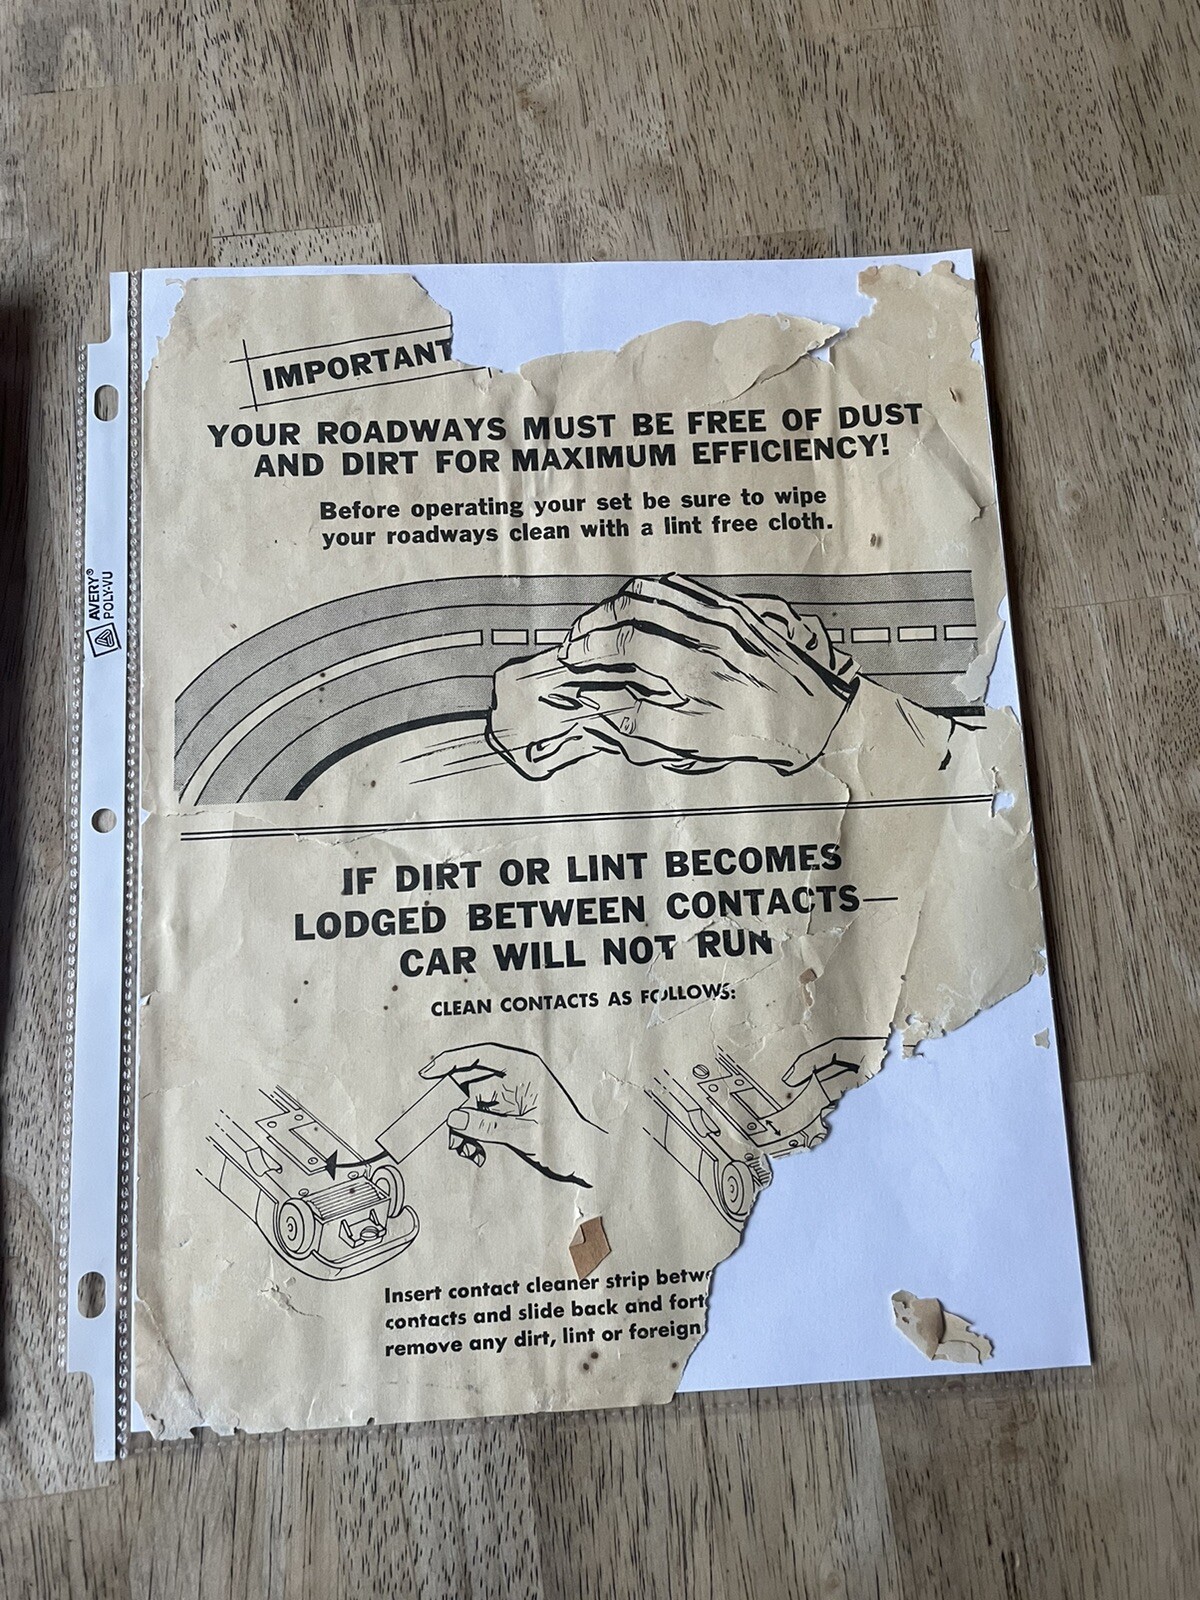 IMPORTANT
YOUR ROADWAYS MUST BE FREE OF DUST
AND DIRT FOR MAXIMUM EFFICIENCY!
Before operating your set be sure to wipe
your roadways clean with a lint free cloth.
AVERY®
POLY-VU
IF DIRT OR LINT BECOMES
LODGED BETWEEN CONTACTS—
CAR WILL NOT RUN
CLEAN CONTACTS AS FOLLOWS:
Insert contact cleaner strip betw
contacts and slide back and fort
remove any dirt, lint or foreign